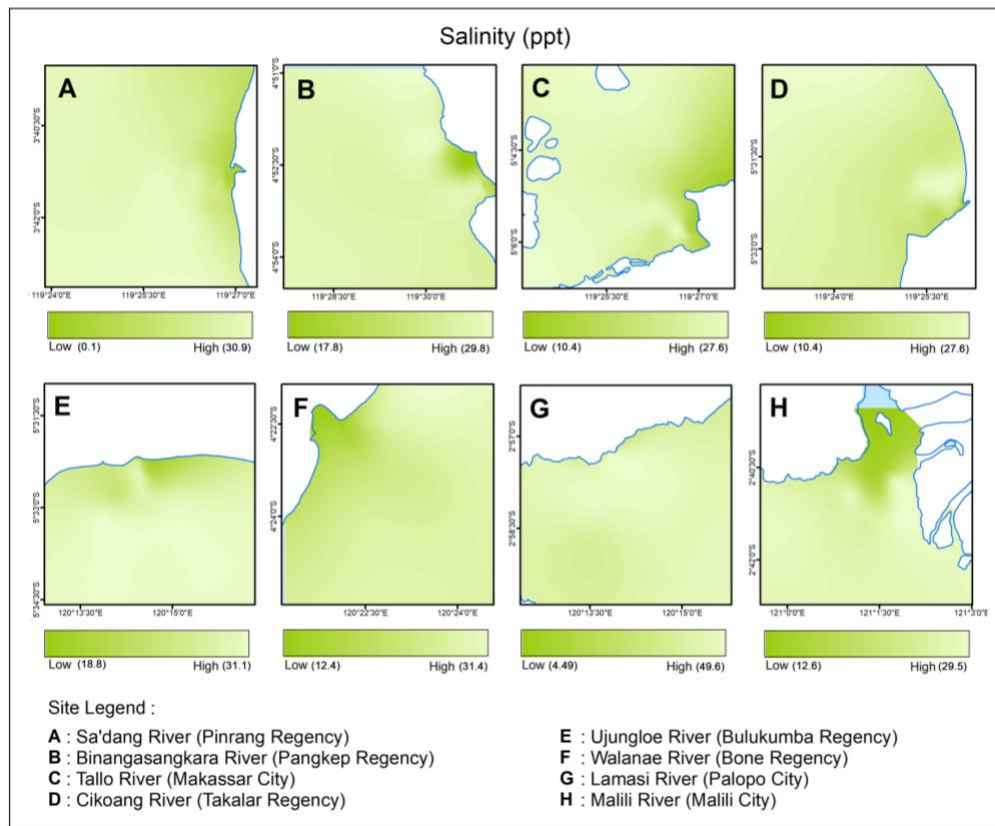 Salinity (ppt)
A
3°40'30"S
3°42'0"S
119°24'0"E 119°25'30"E 119°27'0"E
Low (0.1) High (30.9)
B
4°51'0"S
4°52'30"S
4°54'0"S
119°28'30"E 119°30'0"E
Low (17.8) High (29.8)
C
5°4'30"S
5°6'0"S
119°25'30"E 119°27'0"E
Low (10.4) High (27.6)
D
5°31'30"S
5°33'0"S
119°24'0"E 119°25'30"E
Low (10.4) High (27.6)
E
5°31'30"S
5°33'0"S
5°34'30"S
120°13'30"E 120°15'0"E
Low (18.8) High (31.1)
F
4°22'30"S
4°24'0"S
120°22'30"E 120°24'0"E
Low (12.4) High (31.4)
G
2°57'0"S
2°58'30"S
120°13'30"E 120°15'0"E
Low (4.49) High (49.6)
H
2°40'30"S
2°42'0"S
121°0'0"E 121°1'30"E 121°3'0"E
Low (12.6) High (29.5)
Site Legend :
A : Sa'dang River (Pinrang Regency)
B : Binangasangkara River (Pangkep Regency)
C : Tallo River (Makassar City)
D : Cikoang River (Takalar Regency)
E : Ujungloe River (Bulukumba Regency)
F : Walanae River (Bone Regency)
G : Lamasi River (Palopo City)
H : Malili River (Malili City)